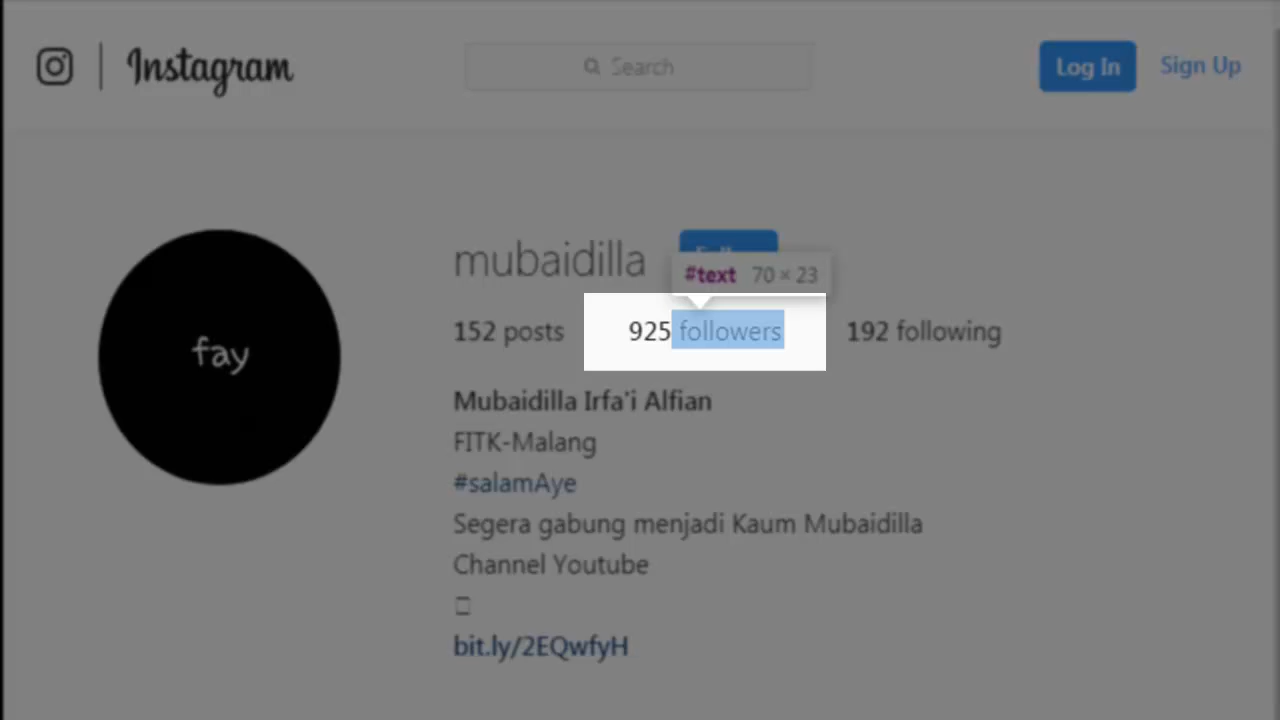 Instagram
Search
Log In
Sign Up
mubaidilla
#text 70 × 23
152 posts
925 followers
192 following
fay
Mubaidilla Irfa'i Alfian
FITK-Malang
#salamAye
Segera gabung menjadi Kaum Mubaidilla
Channel Youtube
bit.ly/2EQwfyH